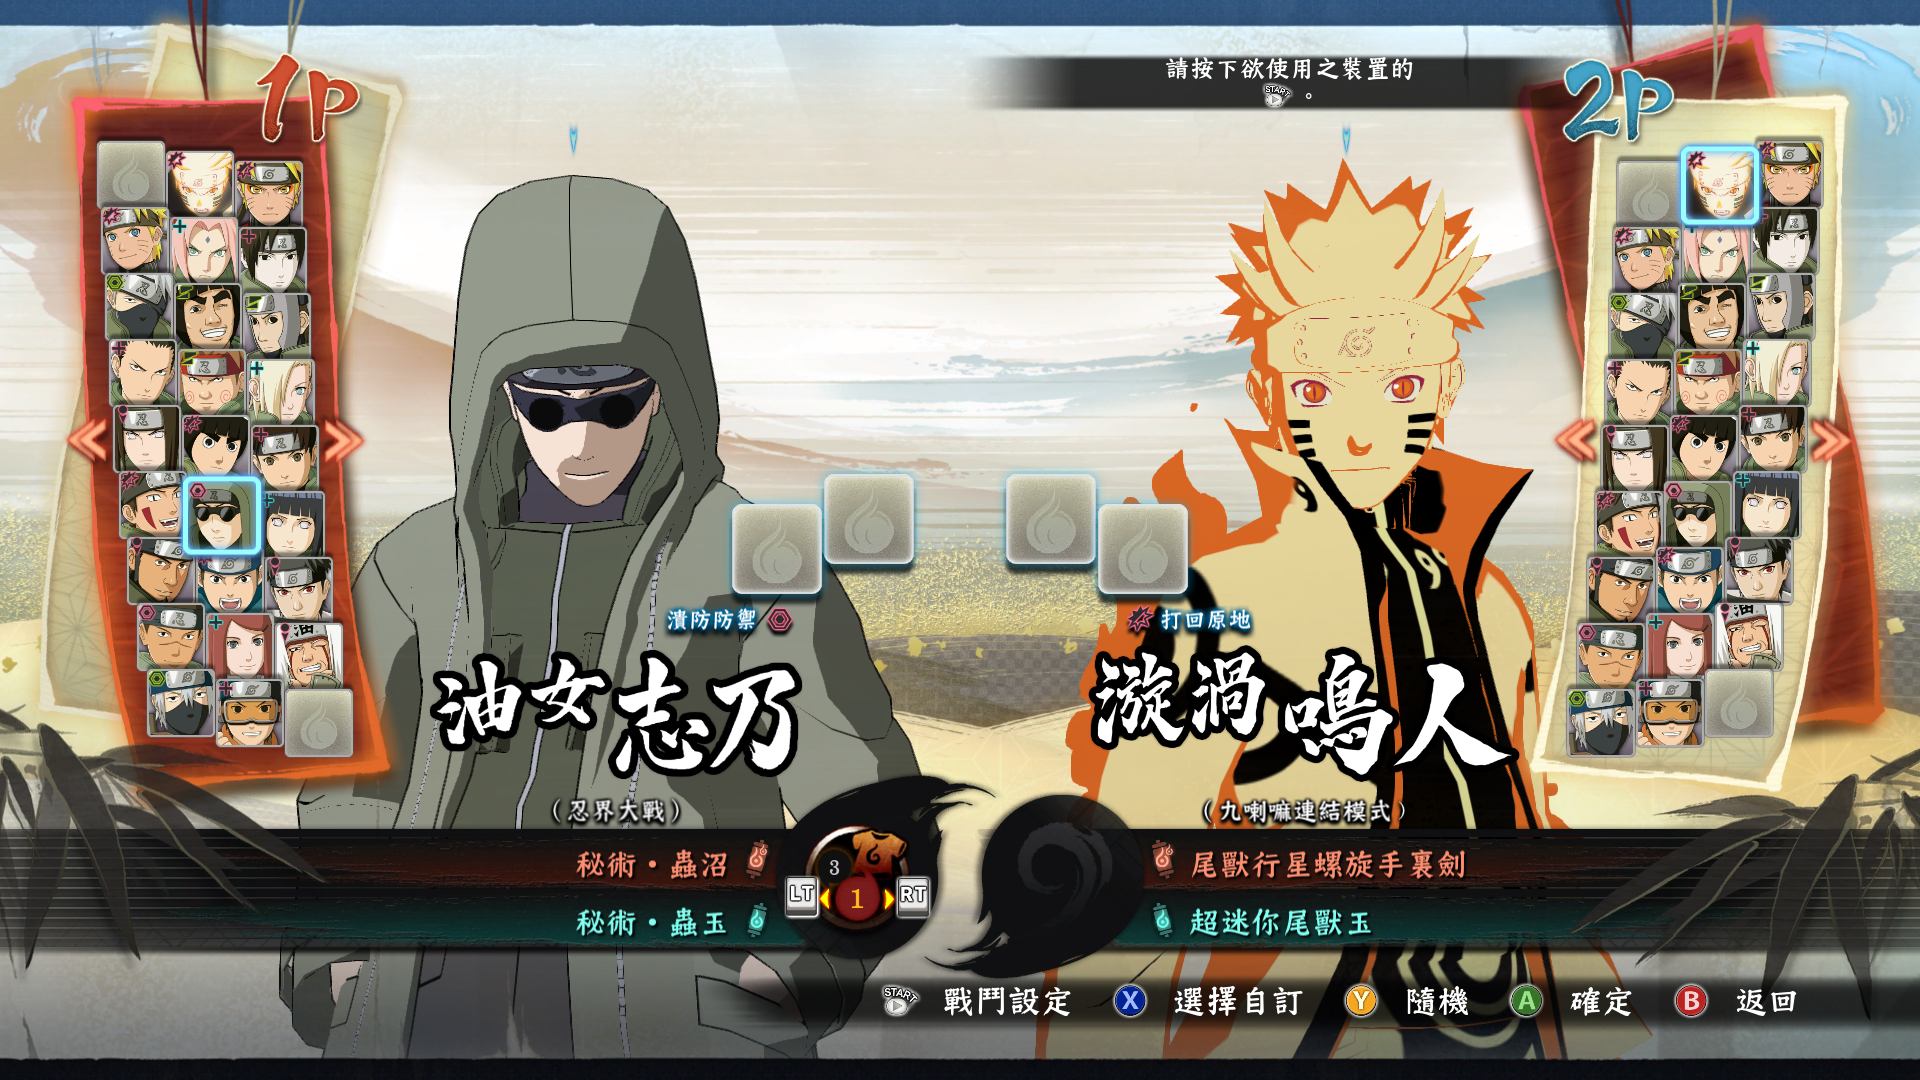 1P
請按下欲使用之裝置的
START 。
2P
潰防防禦
打回原地
油女志乃
漩渦鳴人
(忍界大戰)
(九喇嘛連結模式)
秘術・蟲沼
3
尾獸行星螺旋手裏劍
LT 1 RT
秘術・蟲玉
超迷你尾獸玉
START 戰鬥設定 X 選擇自訂 Y 隨機 A 確定 B 返回